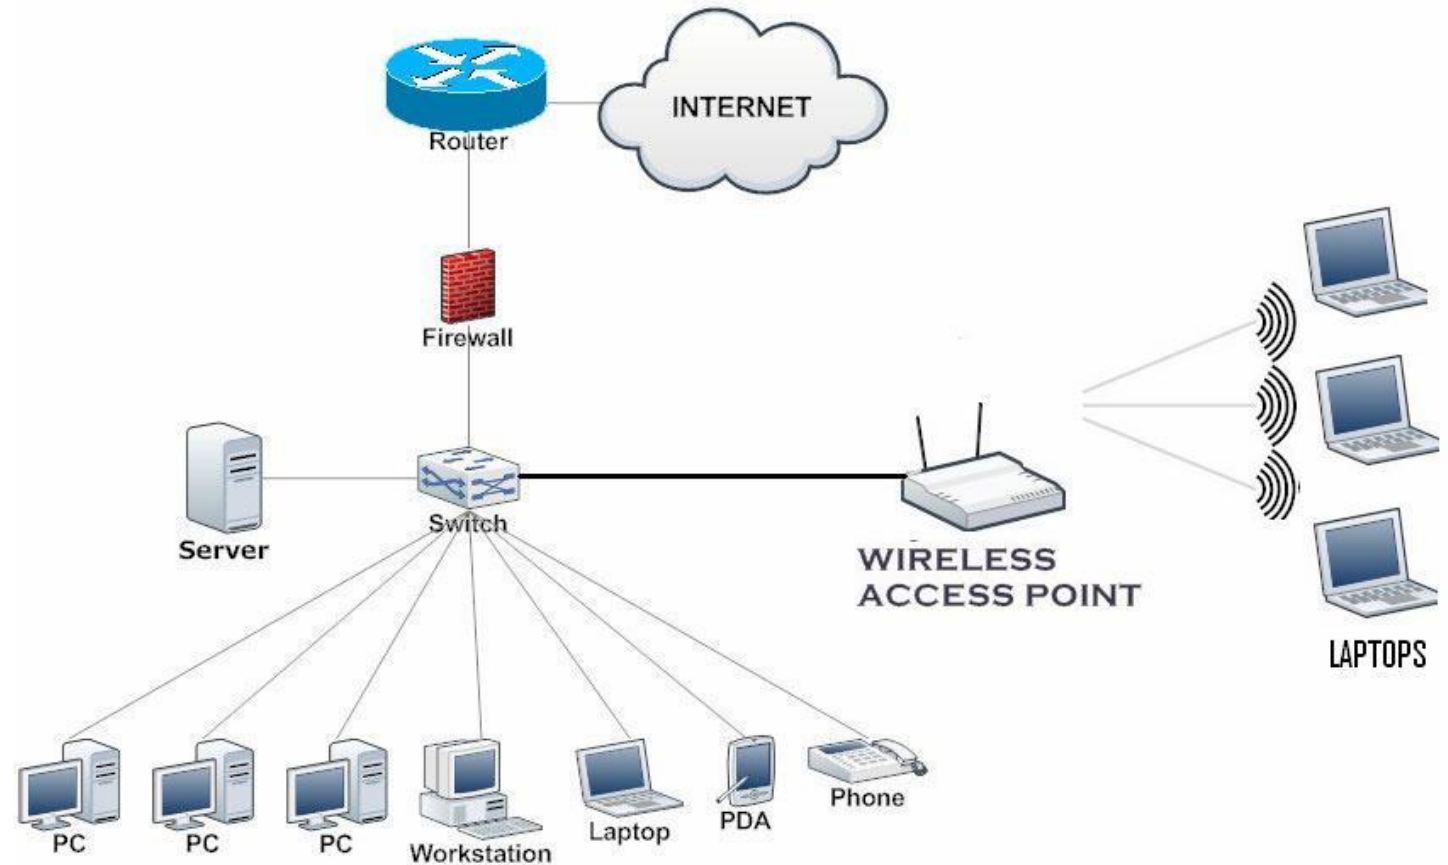 INTERNET
Router
Firewall
Switch
Server
WIRELESS
ACCESS POINT
LAPTOPS
PC
PC
PC
Workstation
Laptop
PDA
Phone